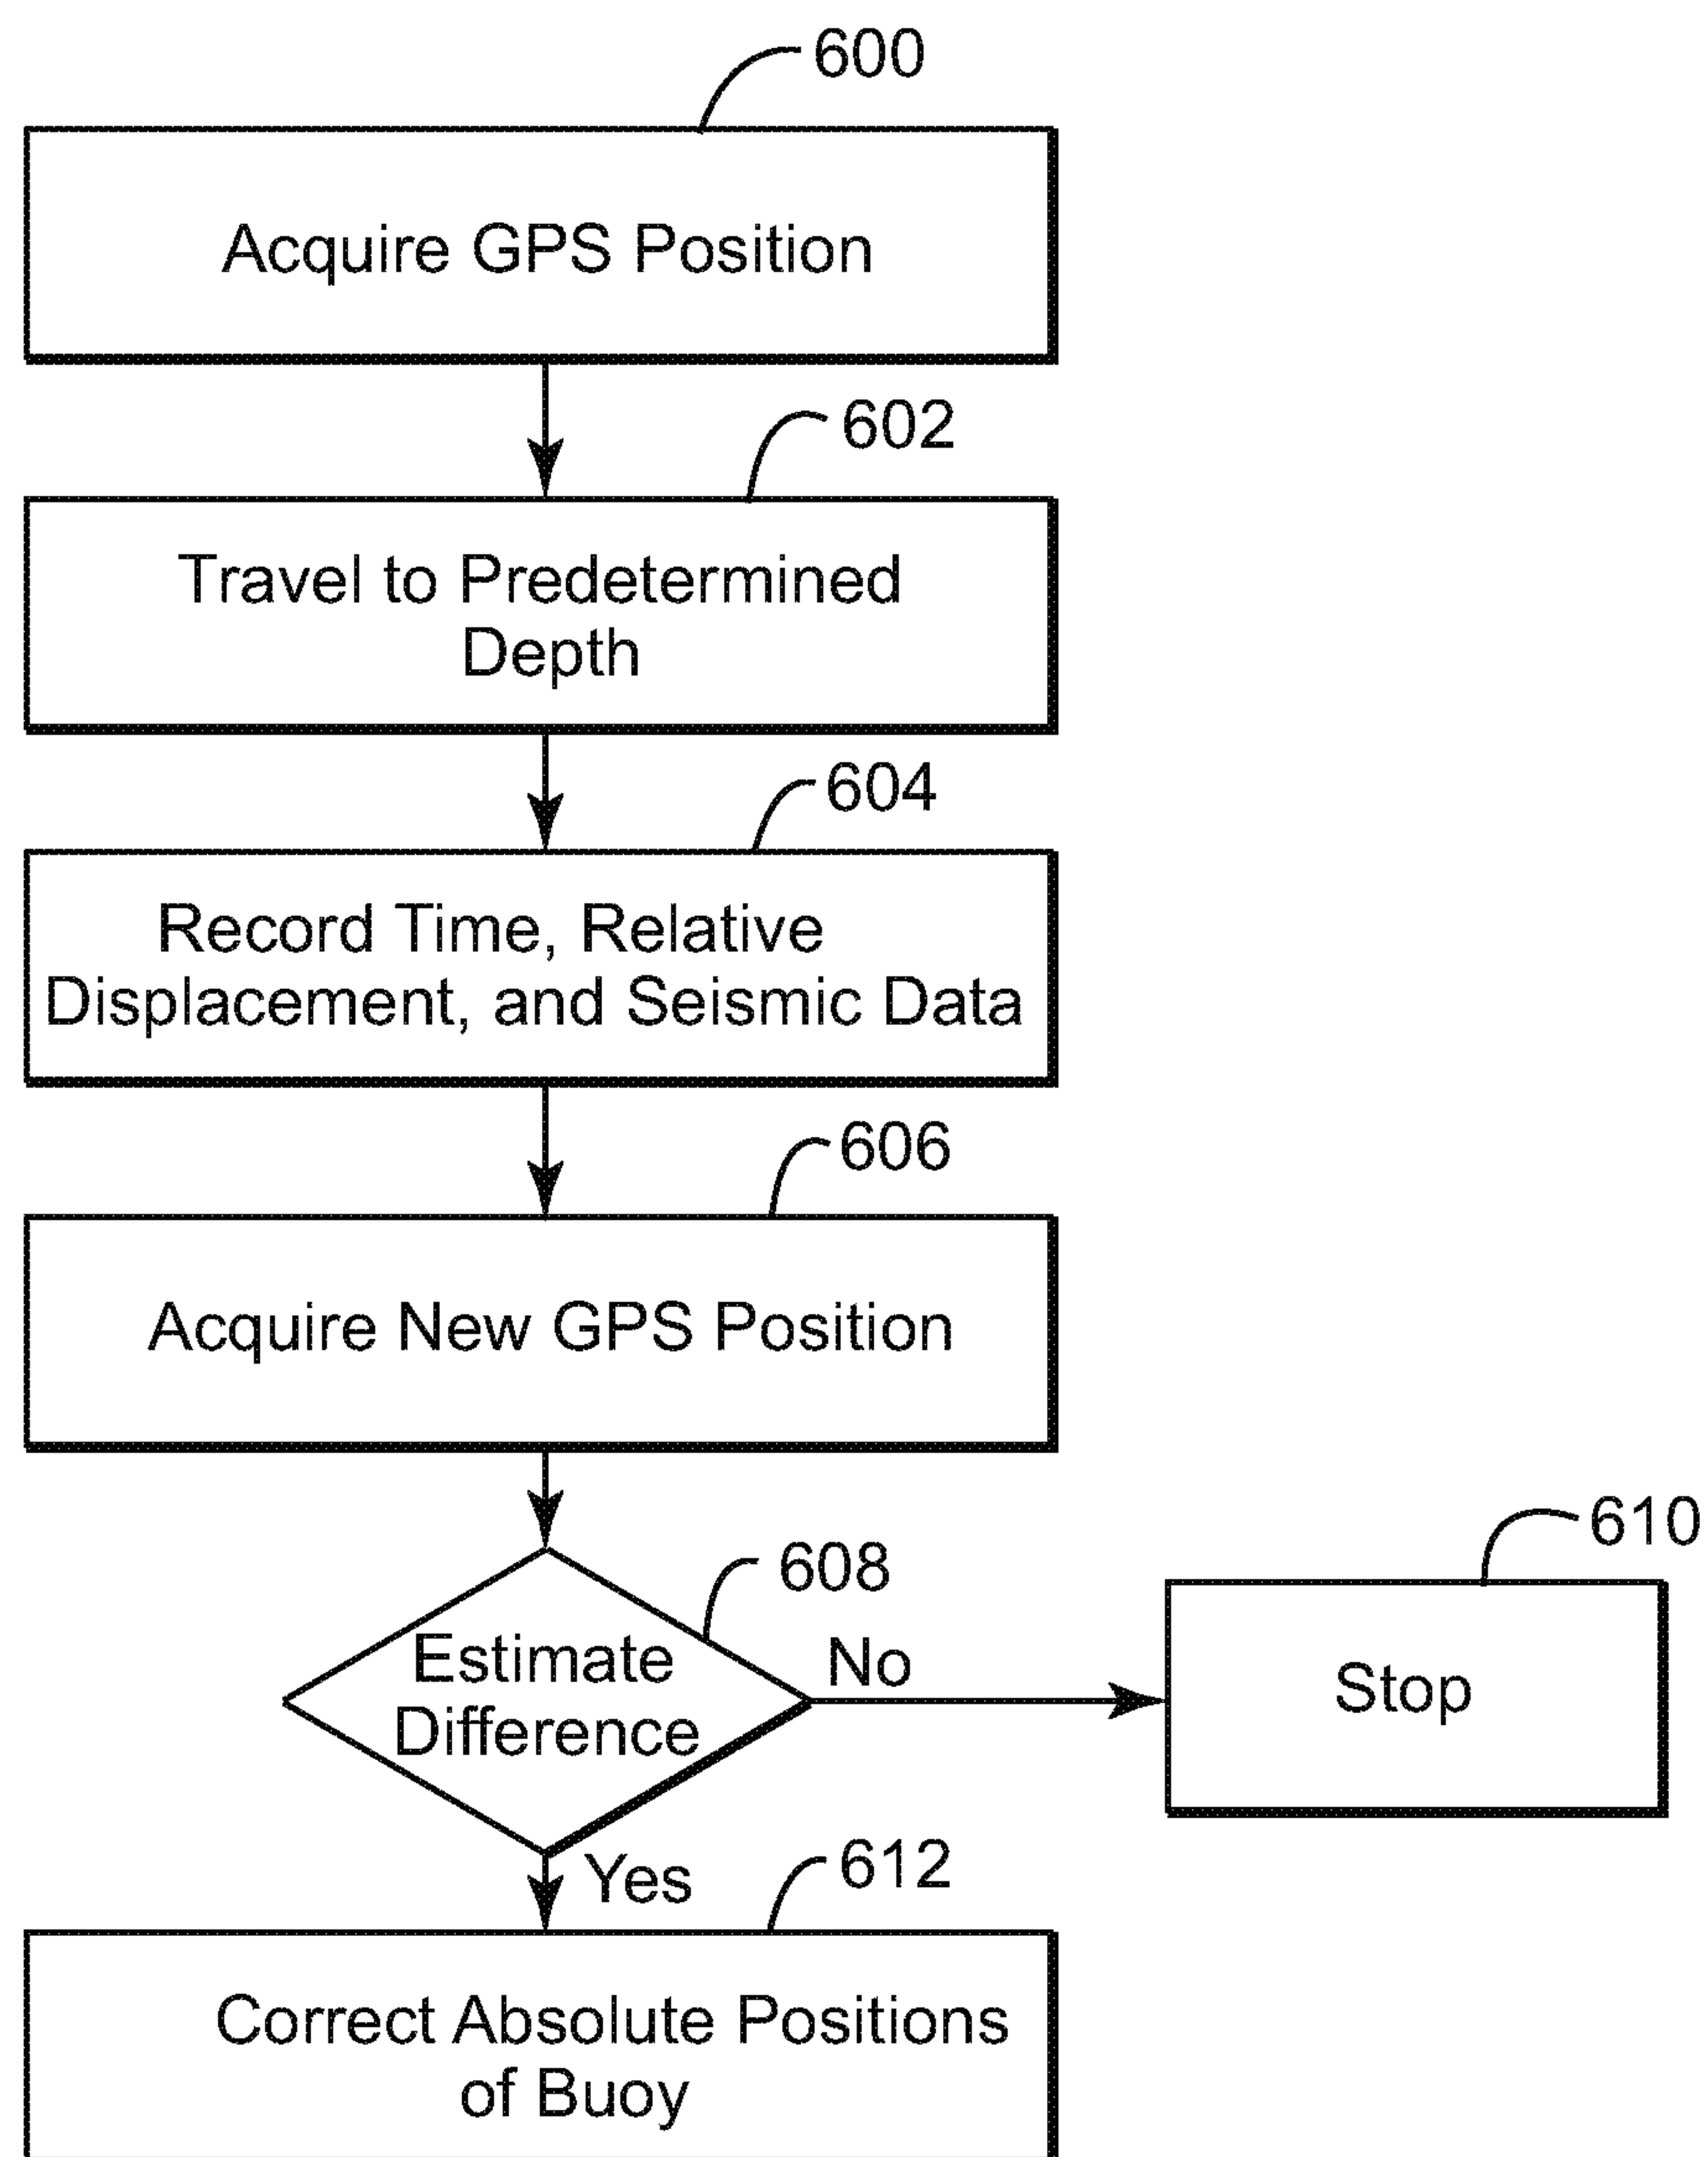 600
Acquire GPS Position
602
Travel to Predetermined
Depth
604
Record Time, Relative
Displacement, and Seismic Data
606
Acquire New GPS Position
608
Estimate
Difference
No
610
Stop
Yes
612
Correct Absolute Positions
of Buoy